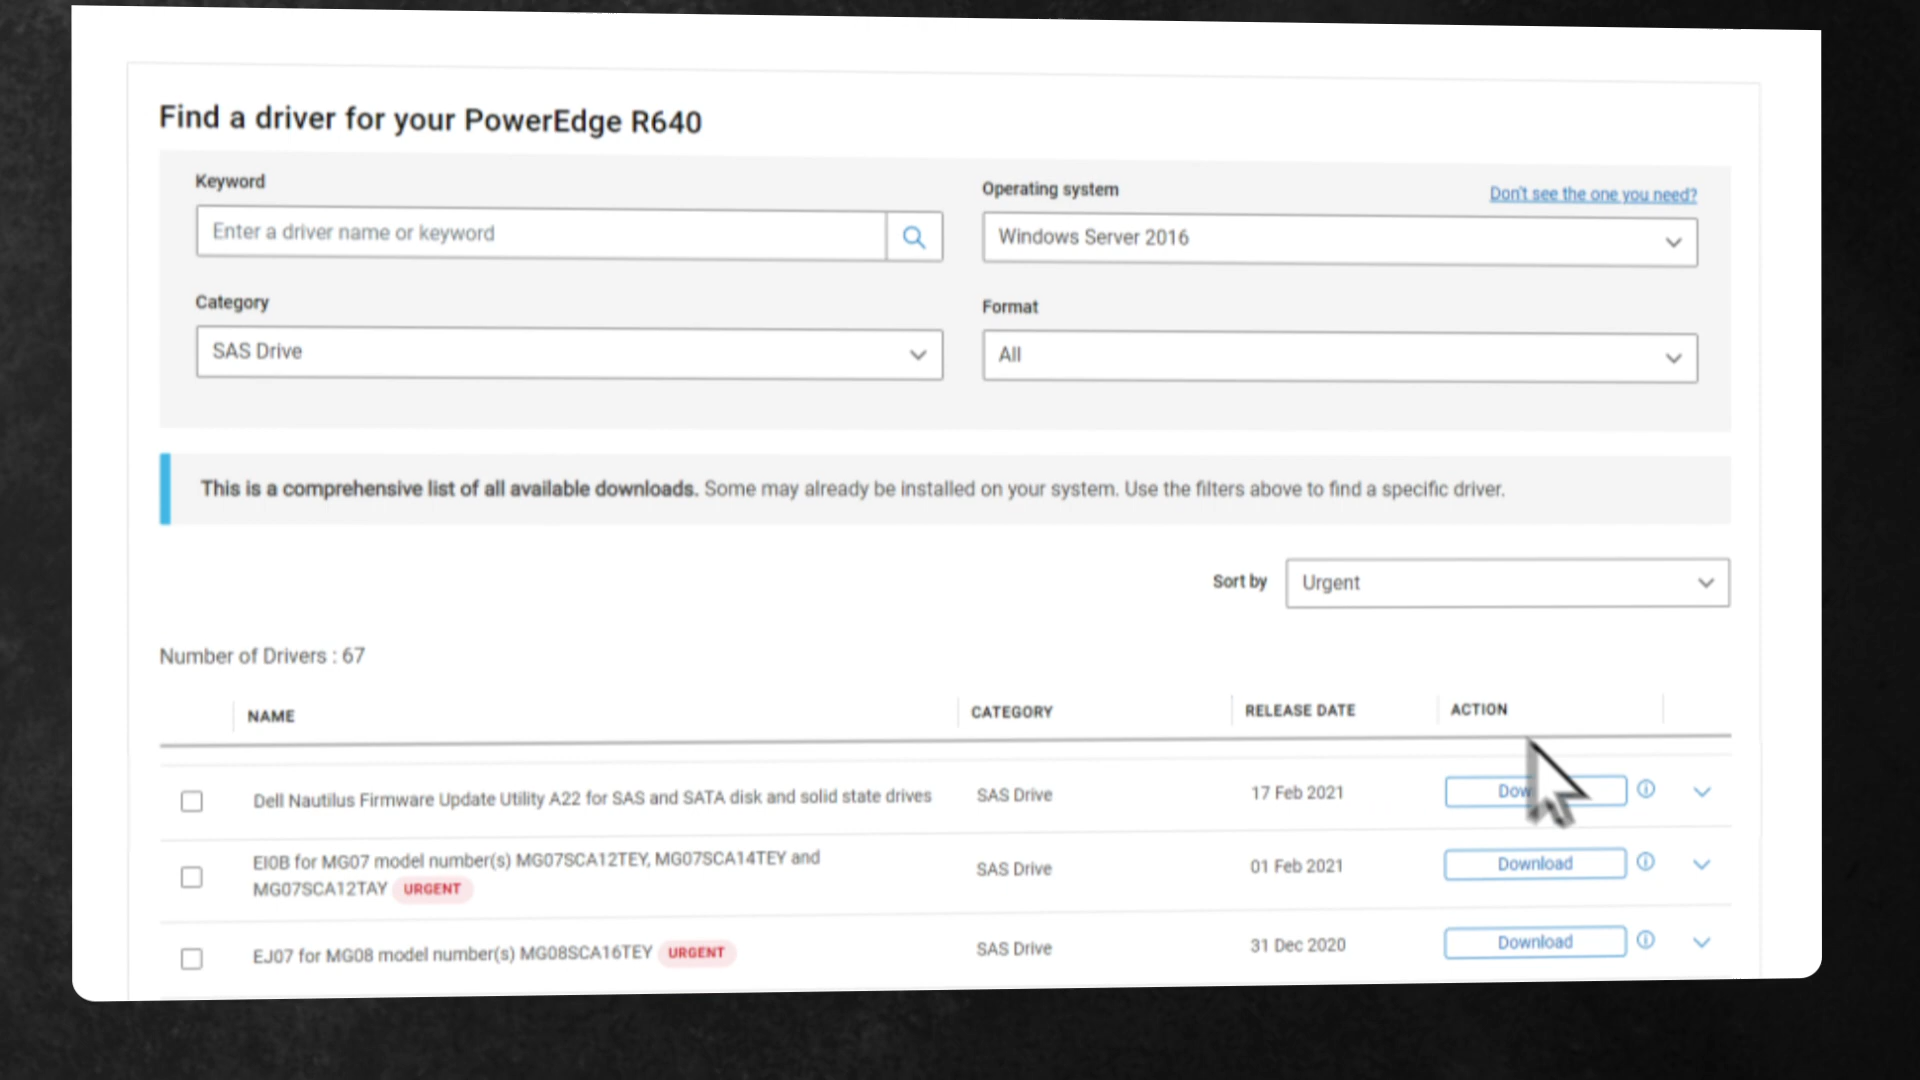 Find a driver for your PowerEdge R640
Keyword
Enter a driver name or keyword
Operating system
Don't see the one you need?
Windows Server 2016
Category
SAS Drive
Format
All
This is a comprehensive list of all available downloads. Some may already be installed on your system. Use the filters above to find a specific driver.
Sort by
Urgent
Number of Drivers : 67
NAME CATEGORY RELEASE DATE ACTION
Dell Nautilus Firmware Update Utility A22 for SAS and SATA disk and solid state drives SAS Drive 17 Feb 2021 Dow
EI0B for MG07 model number(s) MG07SCA12TEY, MG07SCA14TEY and
MG07SCA12TAY URGENT SAS Drive 01 Feb 2021 Download
EJ07 for MG08 model number(s) MG08SCA16TEY URGENT SAS Drive 31 Dec 2020 Download